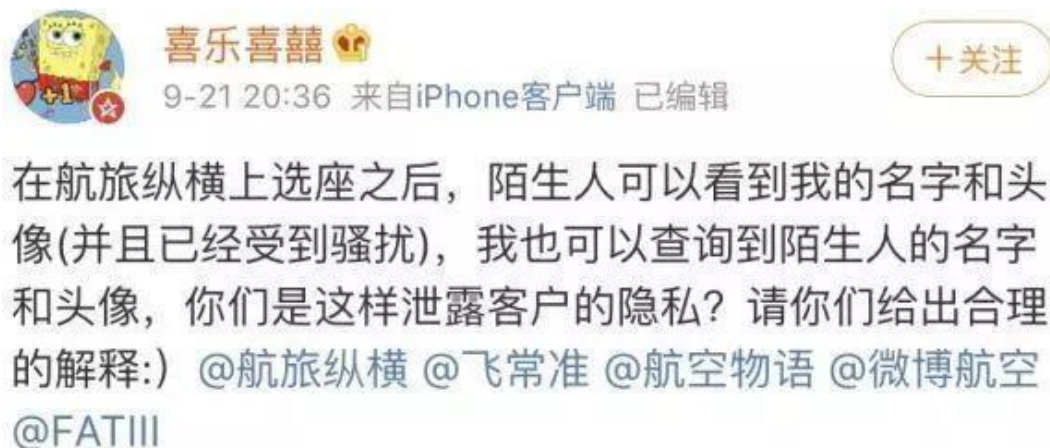 喜乐喜囍
+关注
9-21 20:36 来自iPhone客户端 已编辑
+1
在航旅纵横上选座之后，陌生人可以看到我的名字和头
像(并且已经受到骚扰)，我也可以查询到陌生人的名字
和头像，你们是这样泄露客户的隐私？请你们给出合理
的解释:）@航旅纵横 @飞常准 @航空物语 @微博航空
@FATIII